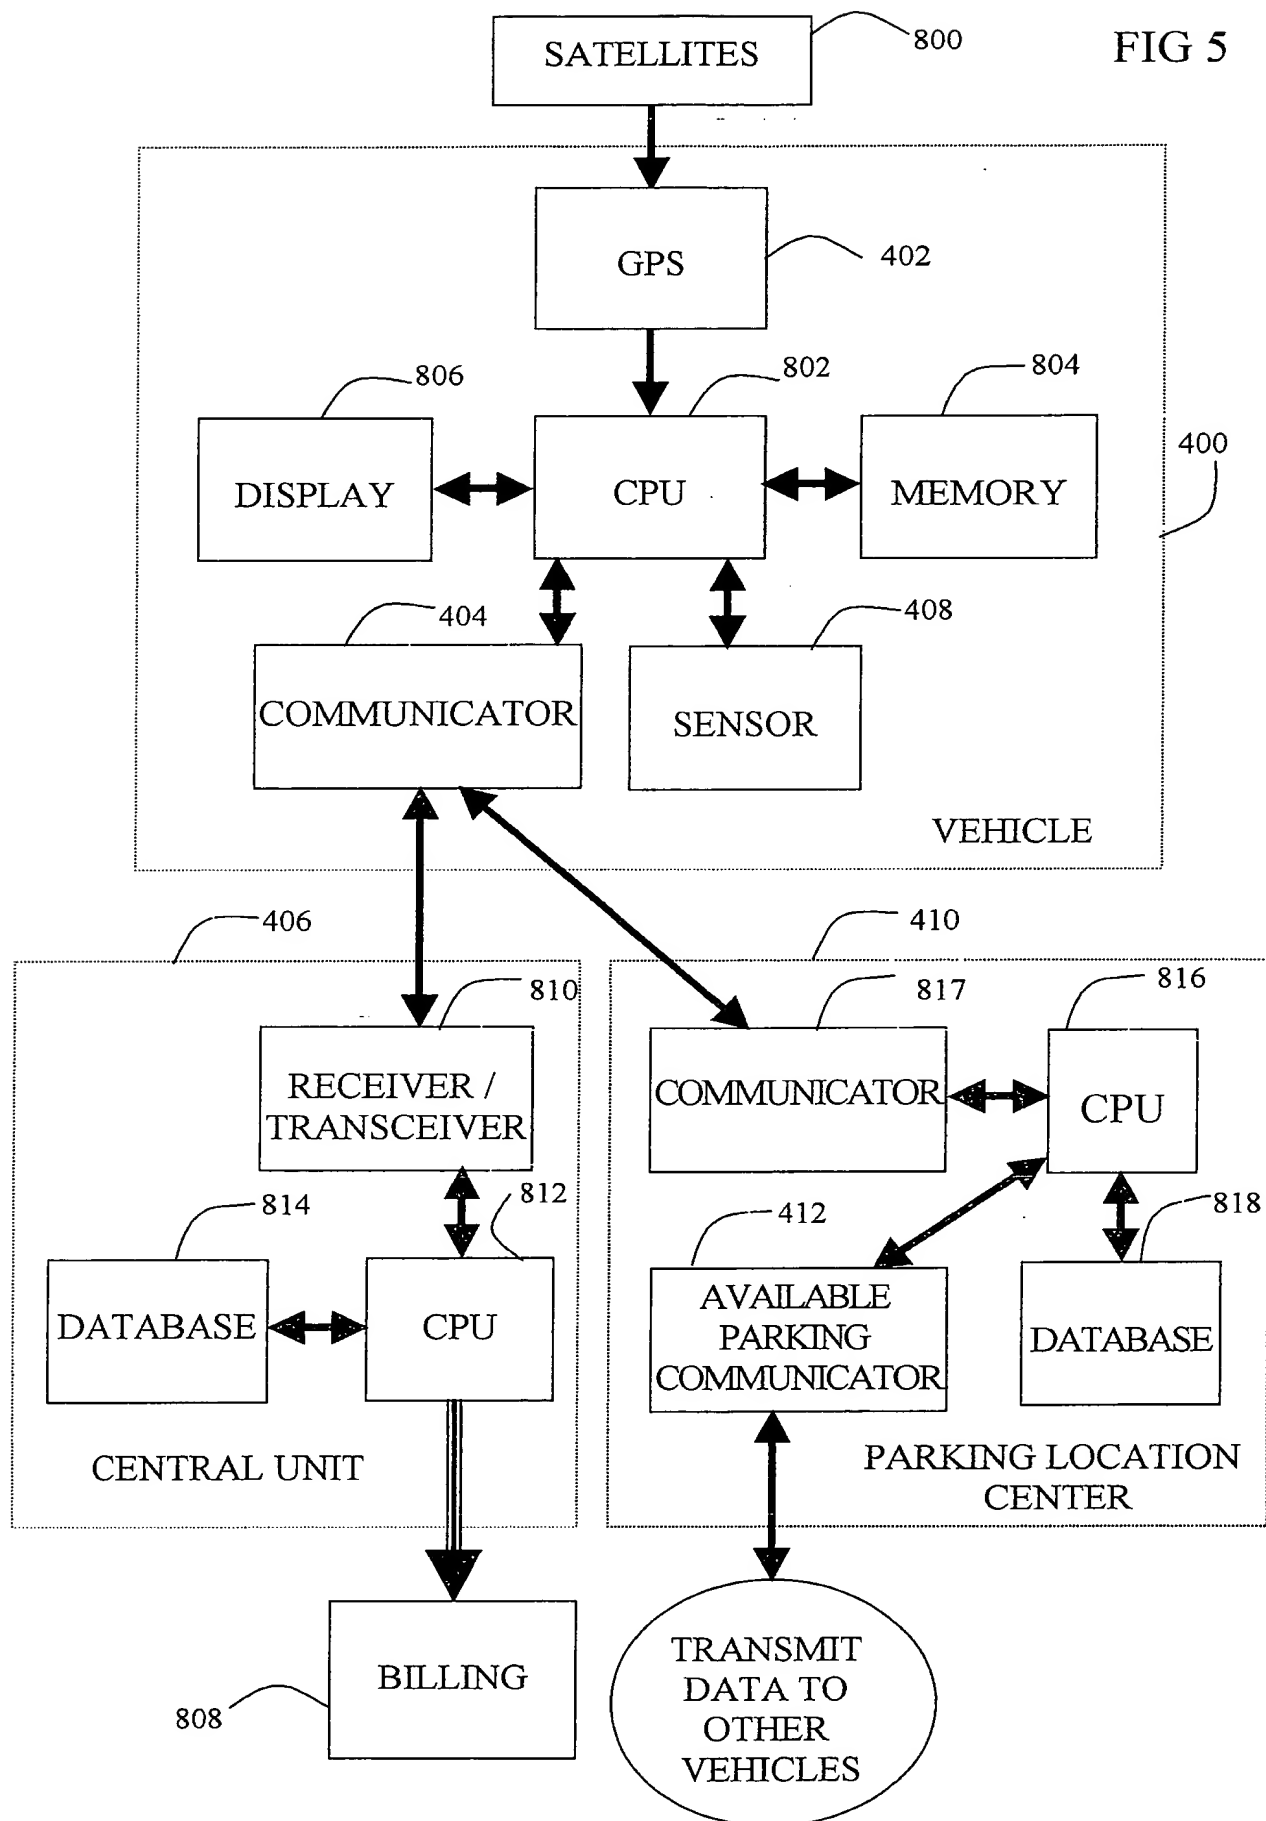 FIG 5
SATELLITES
800
GPS
402
806
802
804
400
DISPLAY
CPU
MEMORY
404
408
COMMUNICATOR
SENSOR
VEHICLE
406
410
810
817
816
RECEIVER /
TRANSCEIVER
COMMUNICATOR
CPU
814
812
412
818
DATABASE
CPU
AVAILABLE
PARKING
COMMUNICATOR
DATABASE
CENTRAL UNIT
PARKING LOCATION
CENTER
BILLING
808
TRANSMIT
DATA TO
OTHER
VEHICLES